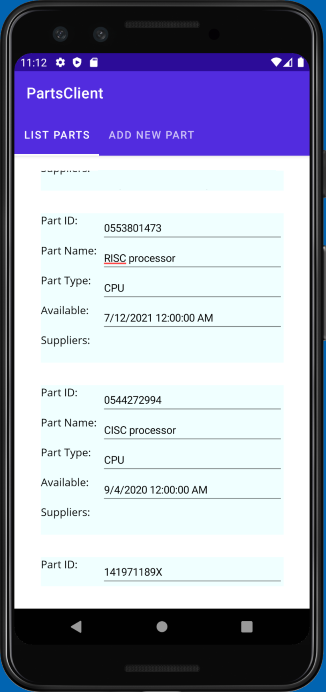 11:12
PartsClient
LIST PARTS ADD NEW PART
Suppliers:
Part ID: 0553801473
Part Name: RISC processor
Part Type: CPU
Available: 7/12/2021 12:00:00 AM
Suppliers:
Part ID: 0544272994
Part Name: CISC processor
Part Type: CPU
Available: 9/4/2020 12:00:00 AM
Suppliers:
Part ID: 141971189X